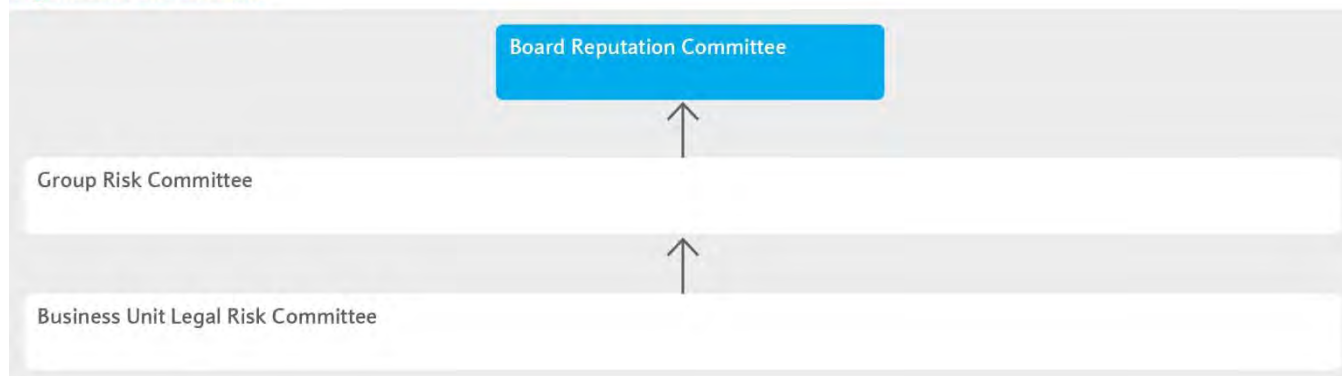 Board Reputation Committee
Group Risk Committee
Business Unit Legal Risk Committee